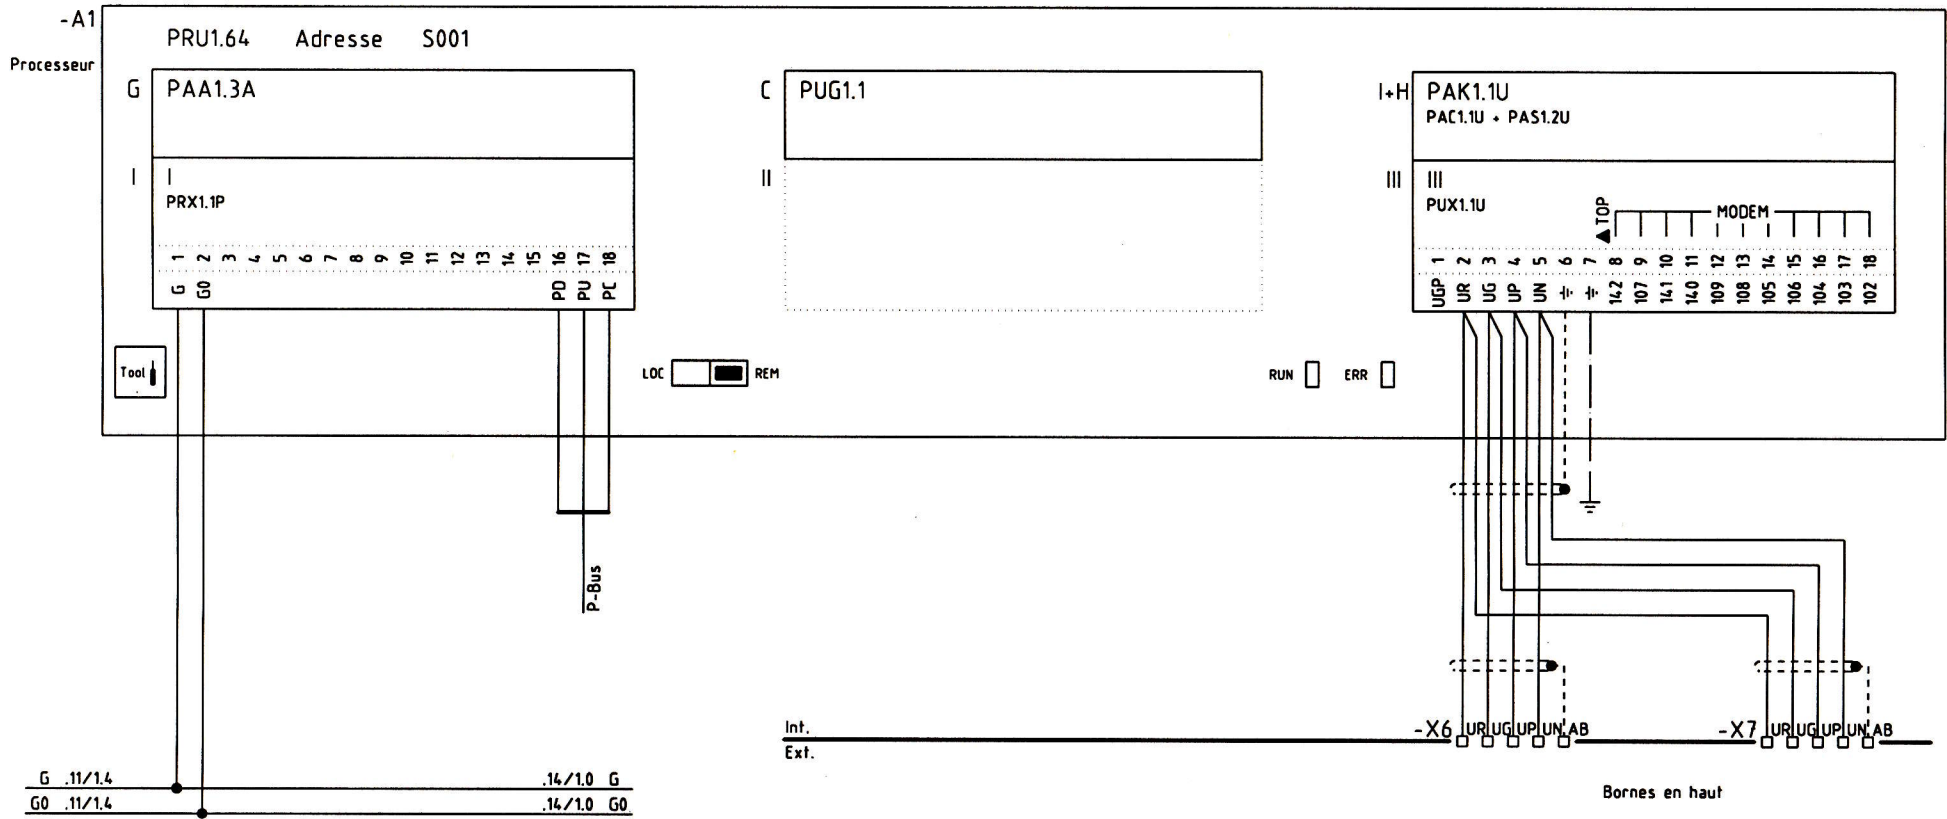 -A1
Processeur
PRU1.64 Adresse S001
G PAA1.3A
I I
PRX1.1P
1 2 3 4 5 6 7 8 9 10 11 12 13 14 15 16 17 18
G G0 PD PU PC
C PUG1.1
II
I+H PAK1.1U
PAC1.1U + PAS1.2U
III III
PUX1.1U
TOP MODEM
1 2 3 4 5 6 7 8 9 10 11 12 13 14 15 16 17 18
UGP UR UG UP UN 142 107 141 140 109 108 105 106 104 103 102
Tool
LOC REM
RUN ERR
P-Bus
Int.
Ext.
-X6 UR UG UP UN AB
-X7 UR UG UP UN AB
Bornes en haut
G .11/1.4 .14/1.0 G
G0 .11/1.4 .14/1.0 G0